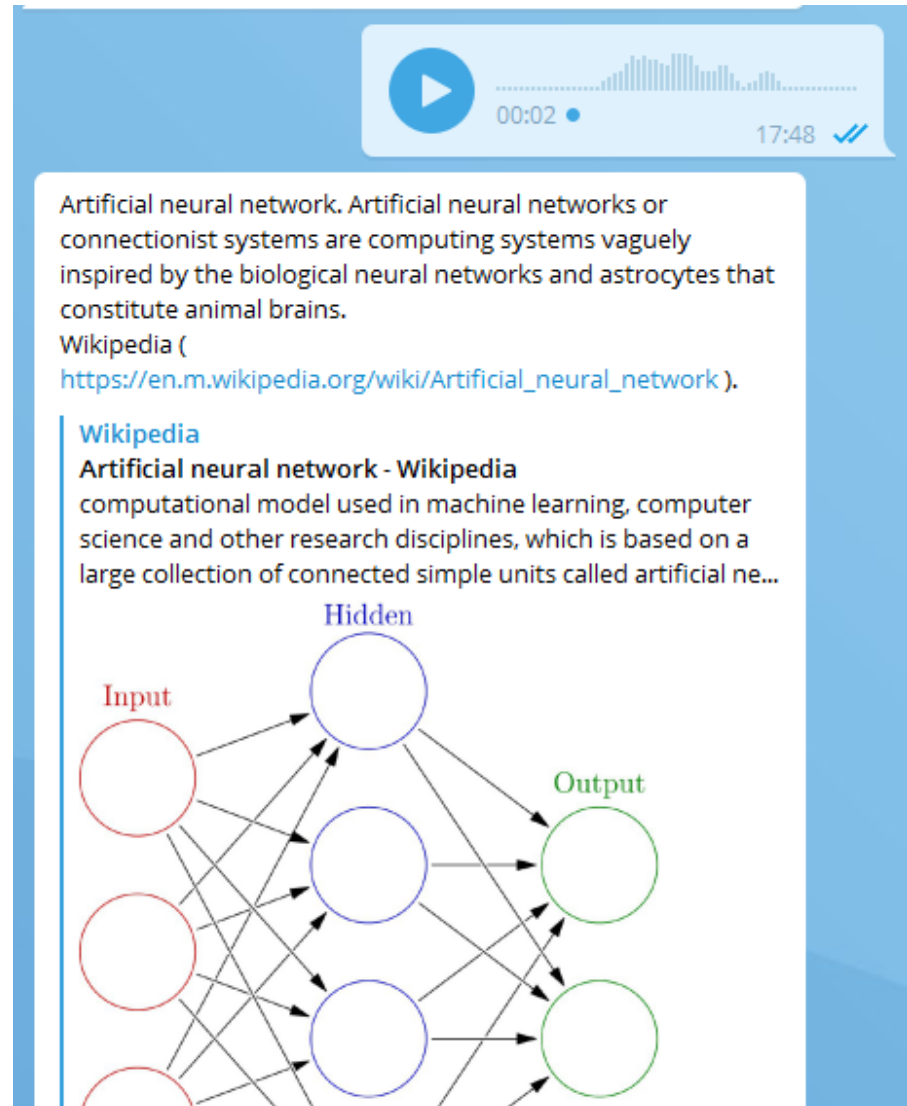 00:02
17:48
Artificial neural network. Artificial neural networks or
connectionist systems are computing systems vaguely
inspired by the biological neural networks and astrocytes that
constitute animal brains.
Wikipedia (
https://en.m.wikipedia.org/wiki/Artificial_neural_network ).
Wikipedia
Artificial neural network - Wikipedia
computational model used in machine learning, computer
science and other research disciplines, which is based on a
large collection of connected simple units called artificial ne...
Hidden
Input
Output